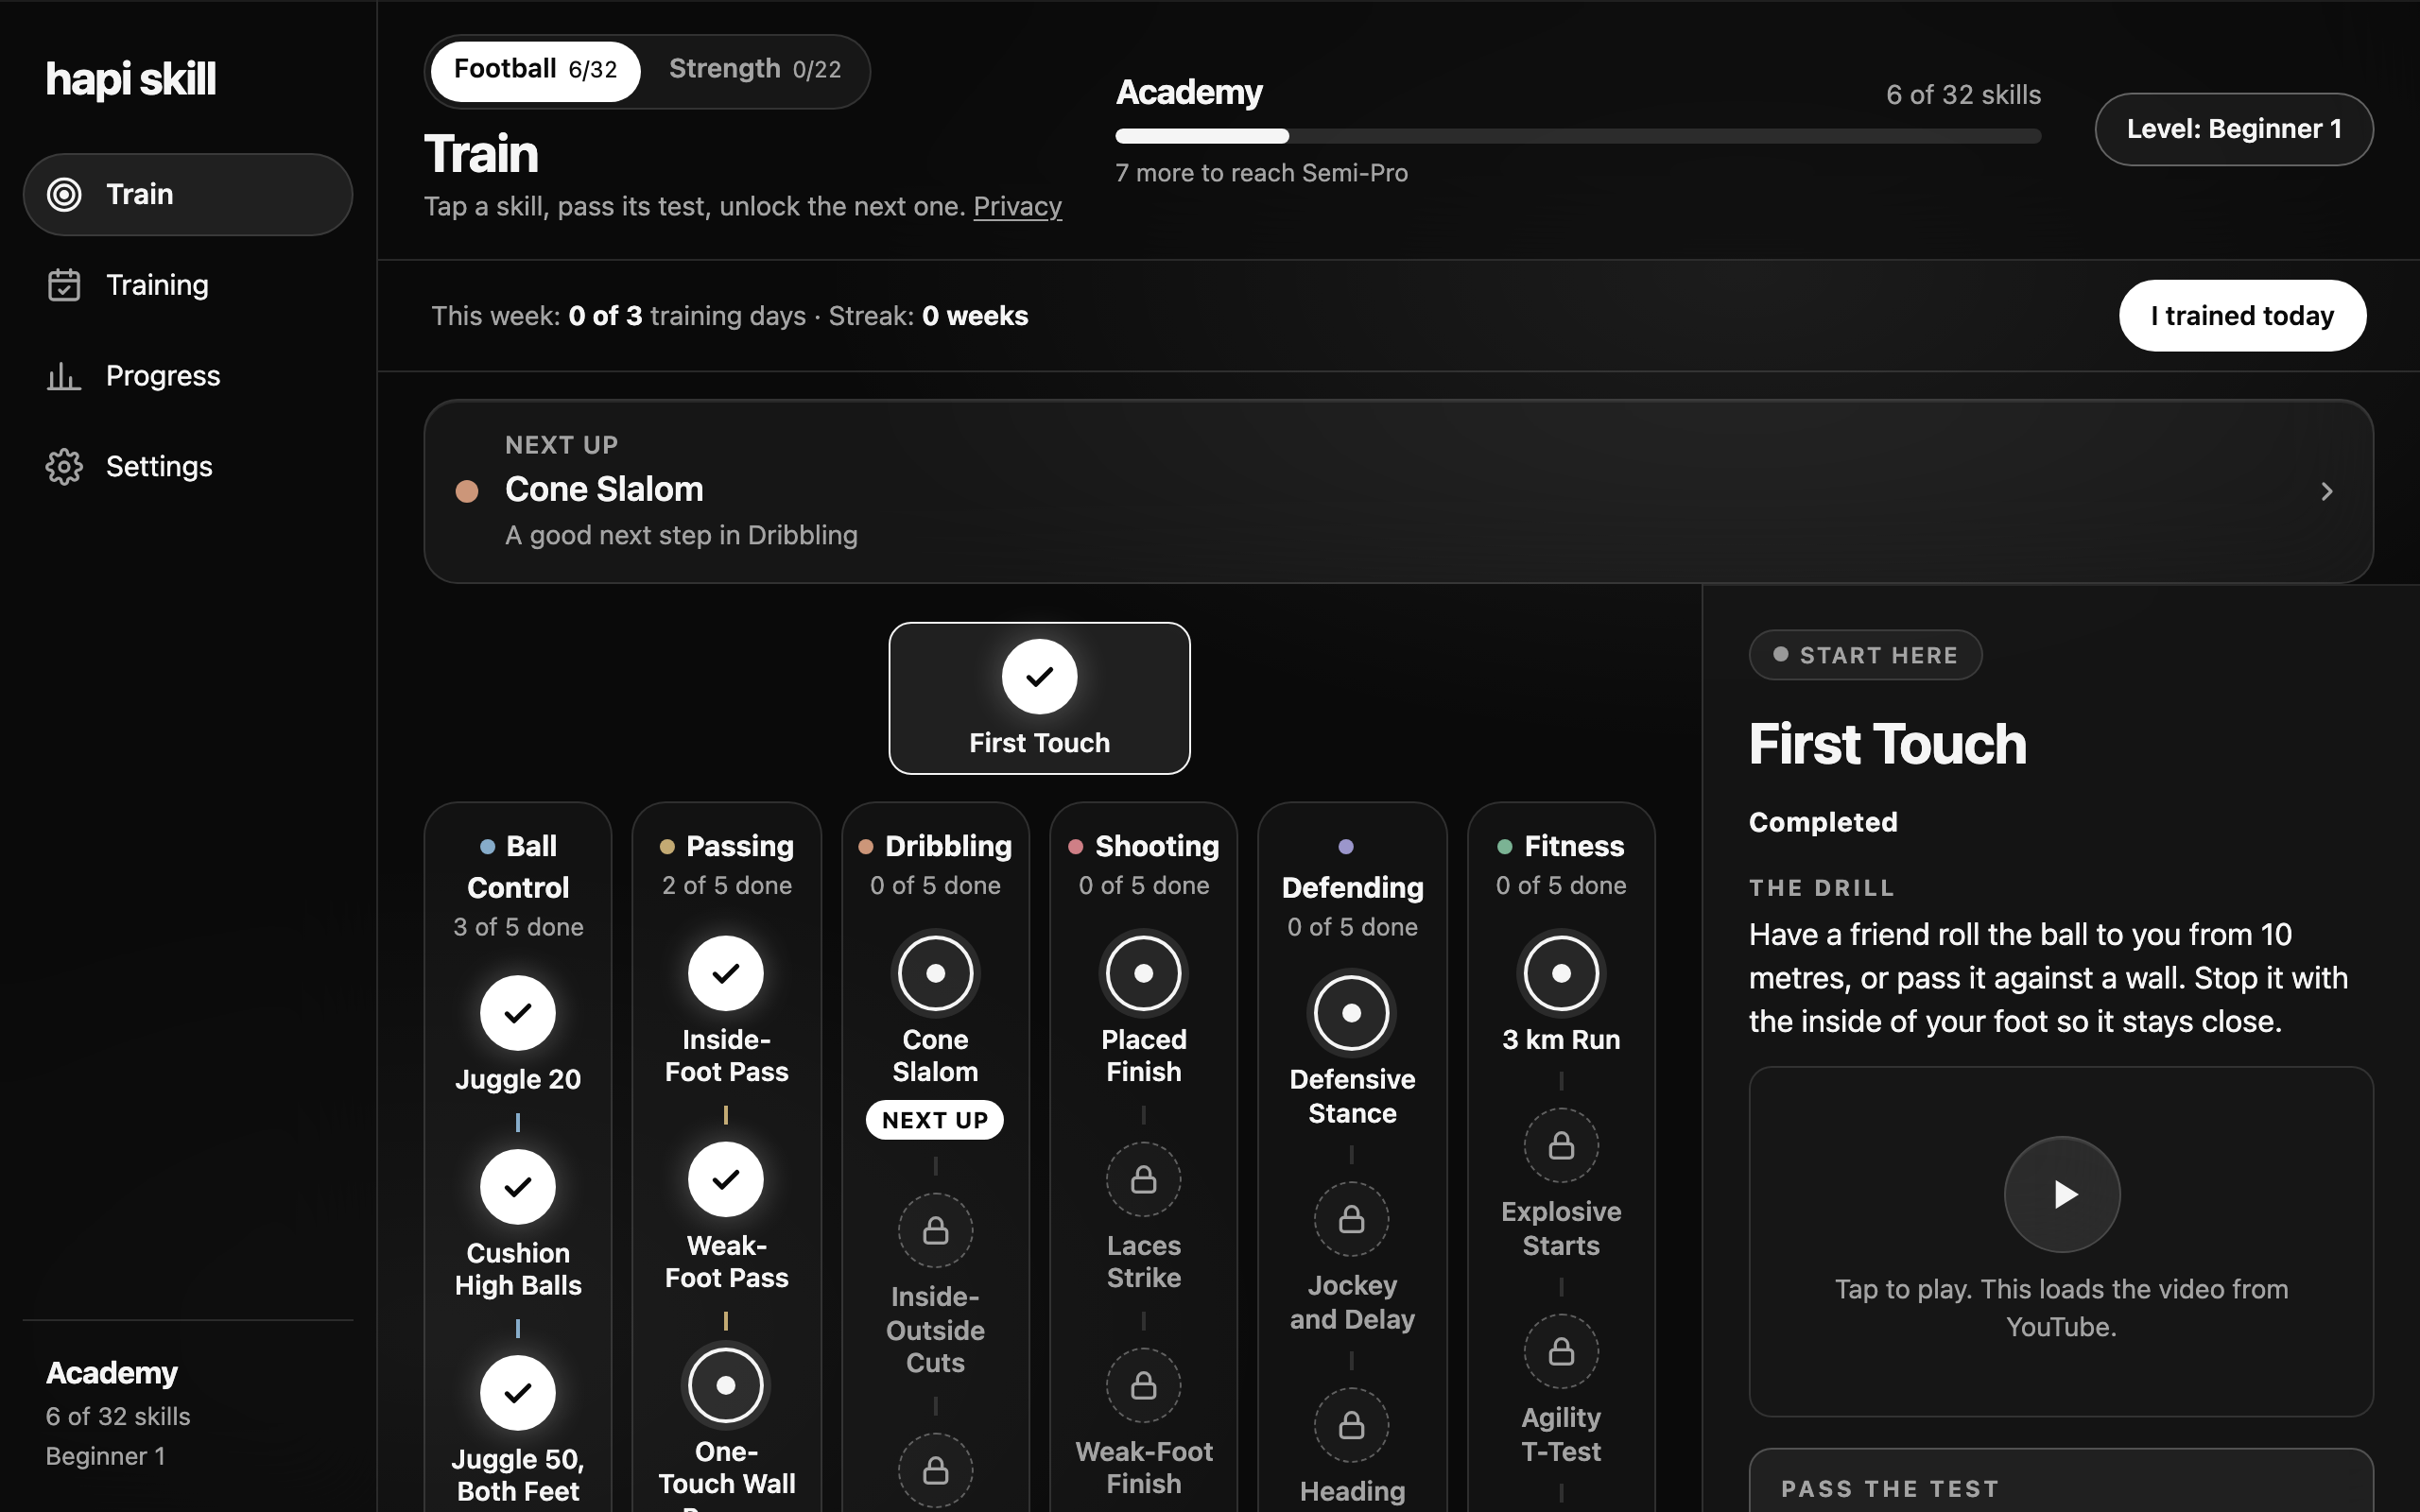 hapi skill
Train
Training
Progress
Settings
Academy
6 of 32 skills
Beginner 1
Football 6/32
Strength 0/22
Train
Tap a skill, pass its test, unlock the next one. Privacy
Academy
6 of 32 skills
7 more to reach Semi-Pro
Level: Beginner 1
This week: 0 of 3 training days · Streak: 0 weeks
I trained today
NEXT UP
Cone Slalom
A good next step in Dribbling
First Touch
Ball
Control
3 of 5 done
Juggle 20
Cushion
High Balls
Juggle 50,
Both Feet
Passing
2 of 5 done
Inside-
Foot Pass
Weak-
Foot Pass
One-
Touch Wall
Dribbling
0 of 5 done
Cone
Slalom
NEXT UP
Inside-
Outside
Cuts
Shooting
0 of 5 done
Placed
Finish
Laces
Strike
Weak-Foot
Finish
Defending
0 of 5 done
Defensive
Stance
Jockey
and Delay
Heading
Fitness
0 of 5 done
3 km Run
Explosive
Starts
Agility
T-Test
START HERE
First Touch
Completed
THE DRILL
Have a friend roll the ball to you from 10
metres, or pass it against a wall. Stop it with
the inside of your foot so it stays close.
Tap to play. This loads the video from
YouTube.
PASS THE TEST